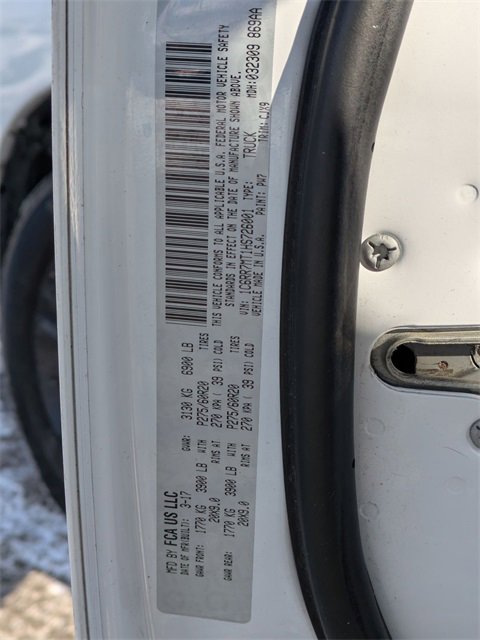 MFD BY FCA US LLC
DATE OF MFR(BUILT): 3-17 GVWR: 3130 KG 6900 LB
GAWR FRONT: 1770 KG 3900 LB WITH P275/60R20 TIRES
20X9.0 RIMS AT 270 KPA ( 39 PSI) COLD
GAWR REAR: 1770 KG 3900 LB WITH P275/60R20 TIRES
20X9.0 RIMS AT 270 KPA ( 39 PSI) COLD
THIS VEHICLE CONFORMS TO ALL APPLICABLE U.S.A. FEDERAL MOTOR VEHICLE SAFETY
STANDARDS IN EFFECT ON THE DATE OF MANUFACTURE SHOWN ABOVE.
VIN: 1C6RR7MT1HS726001 TYPE: TRUCK MDH:032309 869AA
VEHICLE MADE IN U.S.A. PAINT: PW7 TRIM: CJX9